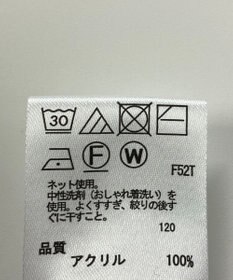 30
F W F52T
ネット使用。
中性洗剤（おしゃれ着洗い）を
使用。よくすすぎ、絞りの後す
ぐに干すこと。
120
品質
アクリル 100%